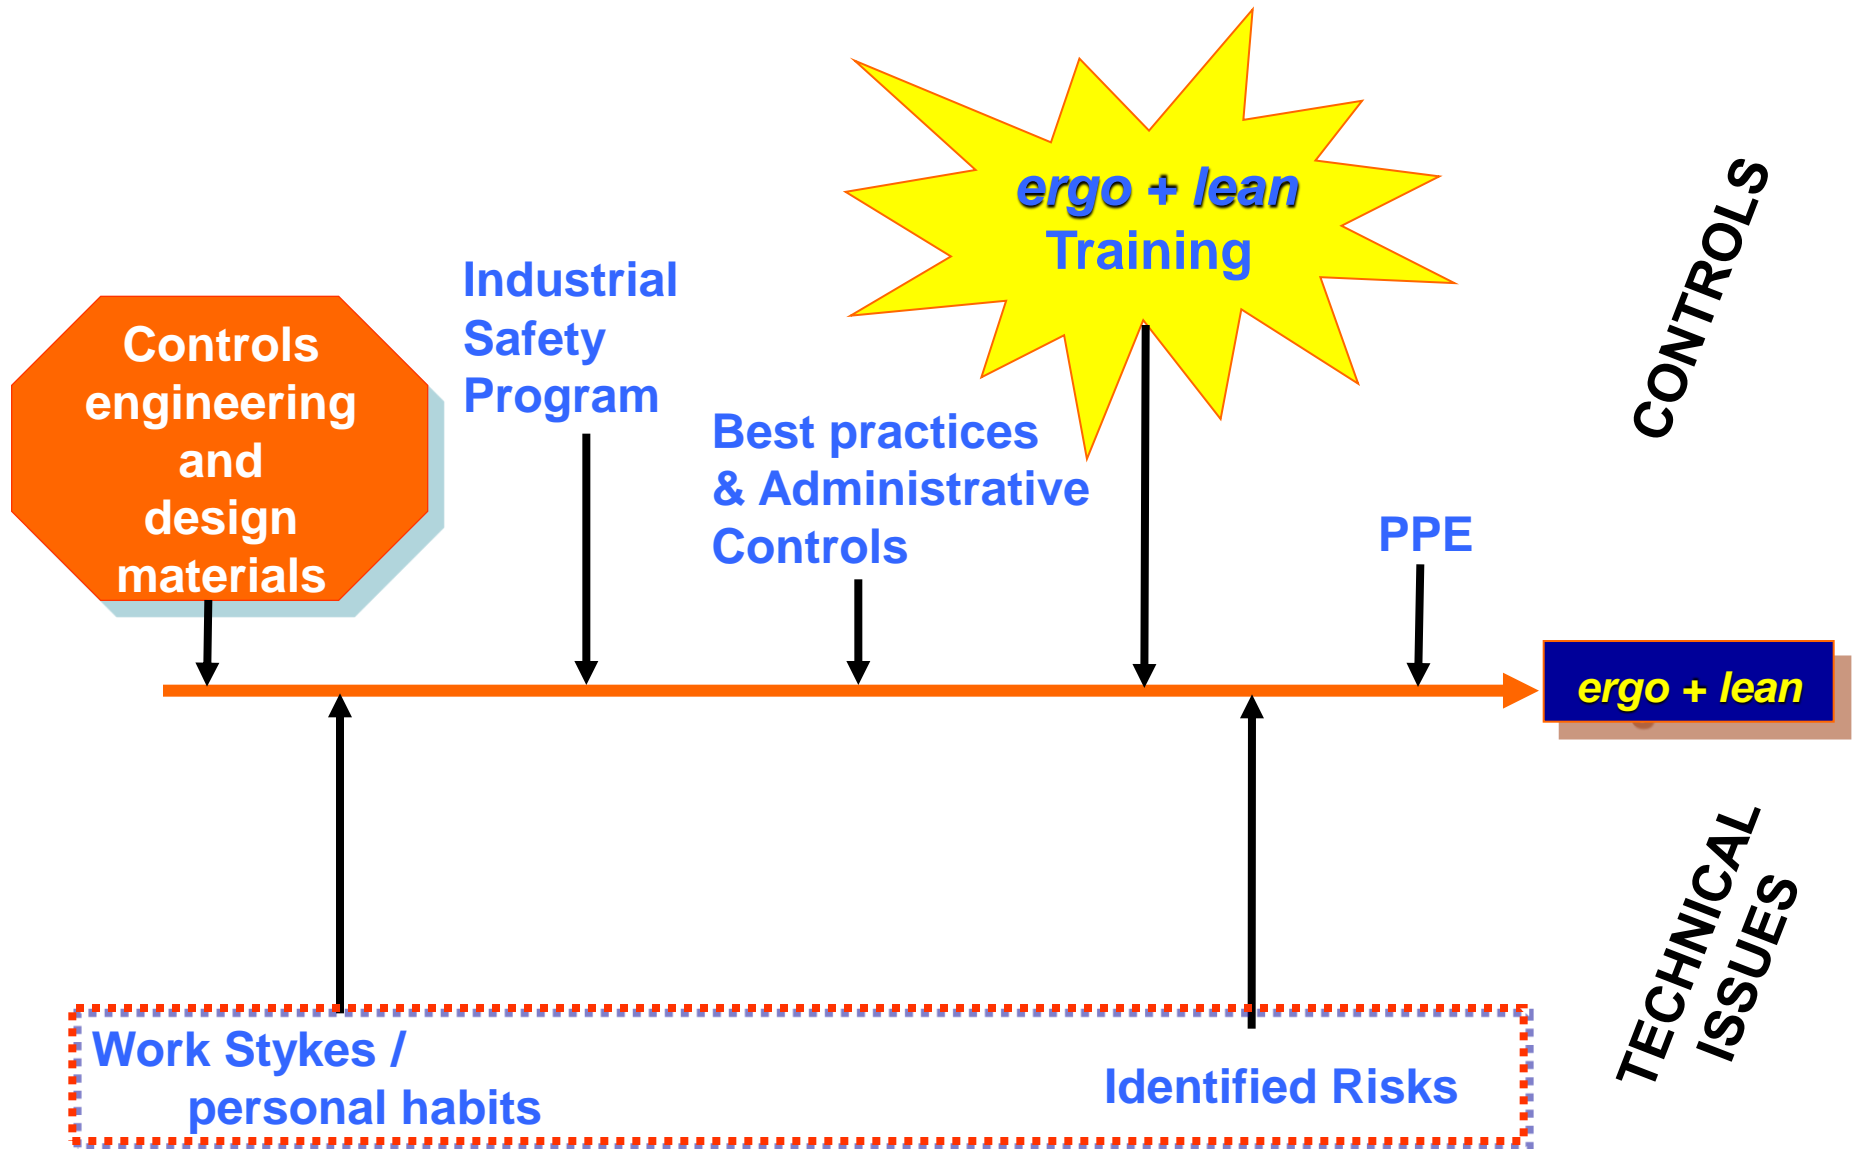 ergo + lean
Training
CONTROLS
Industrial
Safety
Program
Controls
engineering
and
design
materials
Best practices
& Administrative
Controls
PPE
ergo + lean
TECHNICAL
ISSUES
Work Stykes /
personal habits
Identified Risks